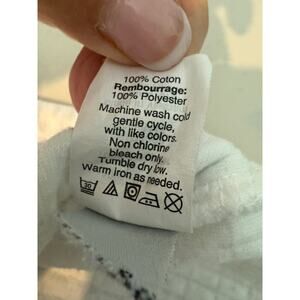 100% Coton
Rembourrage:
100% Polyester
Machine wash cold
gentle cycle,
with like colors.
Non chlorine
bleach only.
Tumble dry low.
Warm iron as needed.
30